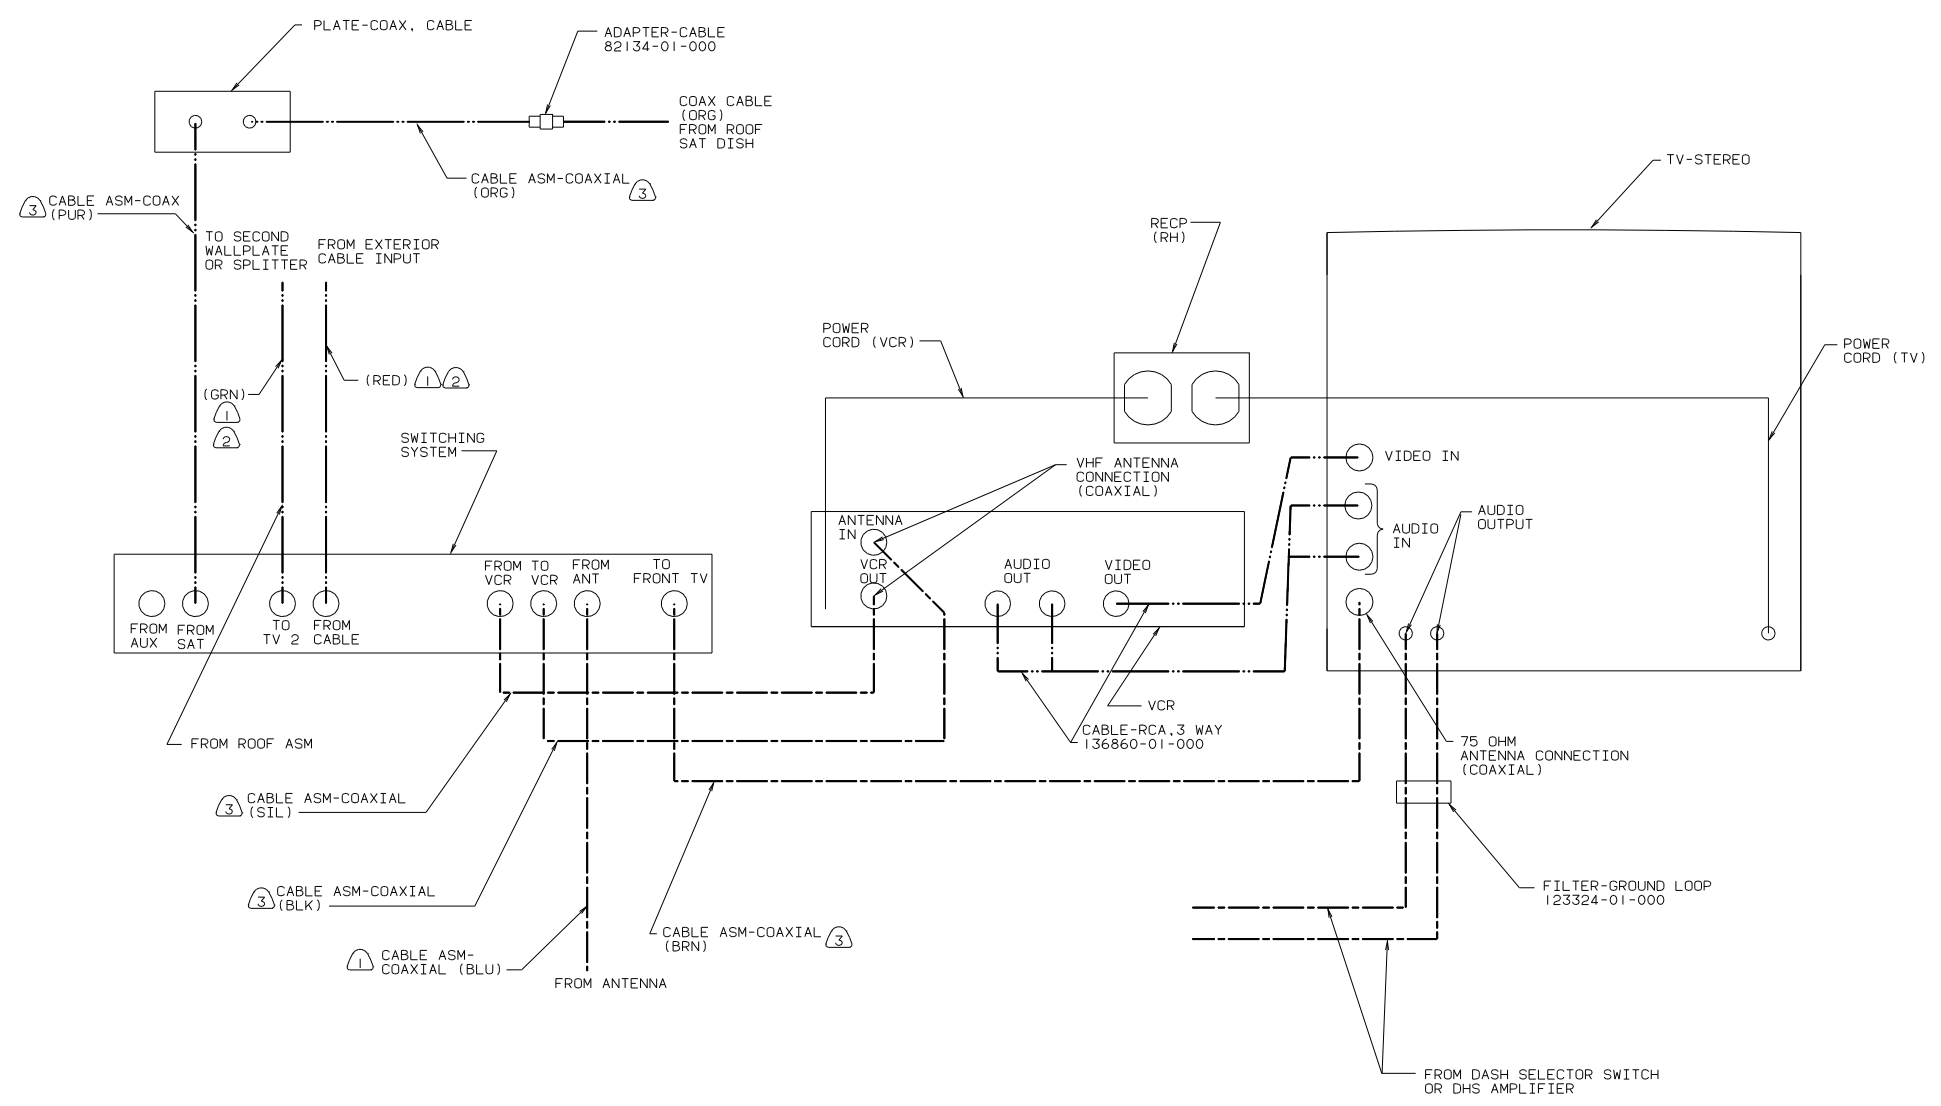 PLATE-COAX, CABLE
ADAPTER-CABLE
82134-01-000
COAX CABLE
(ORG)
FROM ROOF
SAT DISH
CABLE ASM-COAXIAL
(ORG)
3
3
CABLE ASM-COAX
(PUR)
TO SECOND
WALLPLATE
OR SPLITTER
FROM EXTERIOR
CABLE INPUT
TV-STEREO
RECP
(RH)
POWER
CORD (VCR)
POWER
CORD (TV)
(RED)
1
2
(GRN)
1
2
SWITCHING
SYSTEM
VHF ANTENNA
CONNECTION
(COAXIAL)
VIDEO IN
AUDIO
IN
AUDIO
OUTPUT
ANTENNA
IN
VCR
OUT
AUDIO
OUT
VIDEO
OUT
FROM
VCR
TO
VCR
FROM
ANT
TO
FRONT TV
FROM
AUX
FROM
SAT
TO
TV 2
FROM
CABLE
VCR
CABLE-RCA,3 WAY
136860-01-000
FROM ROOF ASM
75 OHM
ANTENNA CONNECTION
(COAXIAL)
3
CABLE ASM-COAXIAL
(SIL)
3
CABLE ASM-COAXIAL
(BLK)
FILTER-GROUND LOOP
123324-01-000
CABLE ASM-COAXIAL
(BRN)
3
1
CABLE ASM-
COAXIAL (BLU)
FROM ANTENNA
FROM DASH SELECTOR SWITCH
OR DHS AMPLIFIER